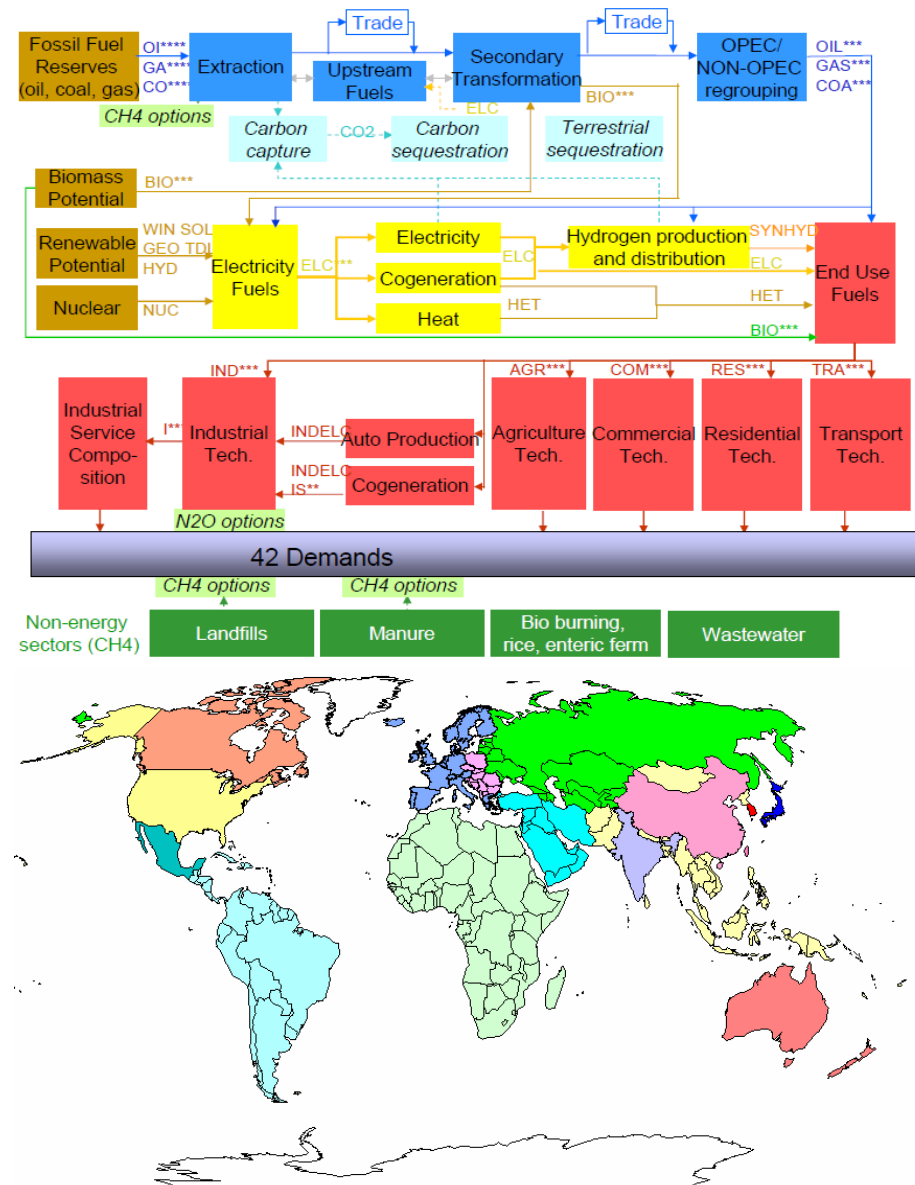 Trade
Trade
Fossil Fuel
Reserves
(oil, coal, gas)
OI****
GA****
CO****
Extraction
Upstream
Fuels
Secondary
Transformation
OPEC/
NON-OPEC
regrouping
OIL***
GAS***
COA***
BIO***
ELC
CH4 options
Carbon
capture
CO2
Carbon
sequestration
Terrestrial
sequestration
Biomass
Potential
BIO***
Renewable
Potential
WIN SOL
GEO TDL
HYD
Nuclear
NUC
Electricity
Fuels
ELC***
Electricity
Cogeneration
Heat
ELC
HET
Hydrogen production
and distribution
SYNHYD
ELC
HET
BIO***
End Use
Fuels
IND***
AGR***
COM***
RES***
TRA***
Industrial
Service
Compo-
sition
I***
Industrial
Tech.
INDELC
Auto Production
INDELC
IS**
Cogeneration
Agriculture
Tech.
Commercial
Tech.
Residential
Tech.
Transport
Tech.
N2O options
42 Demands
CH4 options
CH4 options
Non-energy
sectors (CH4)
Landfills
Manure
Bio burning,
rice, enteric ferm
Wastewater